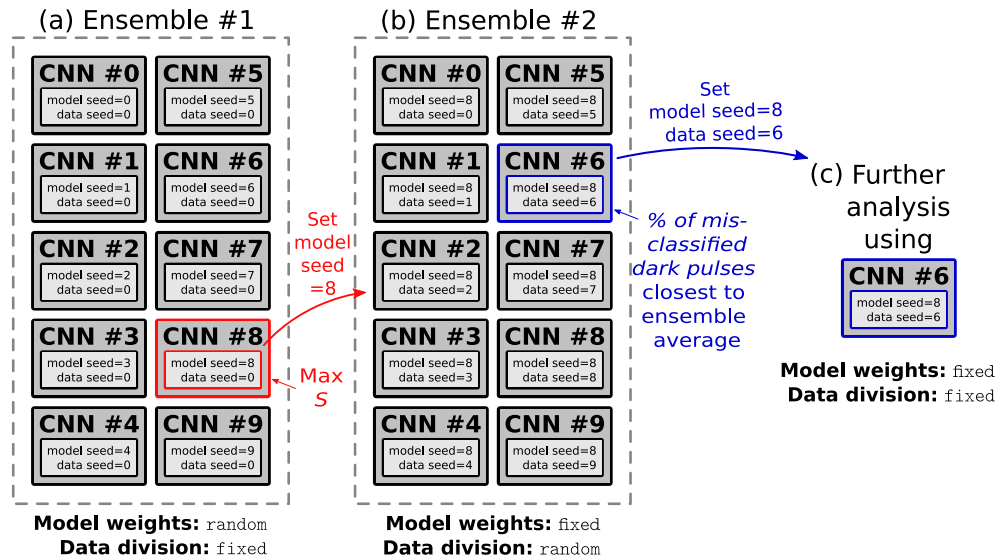 (a) Ensemble #1
CNN #0
model seed=0
data seed=0
CNN #5
model seed=5
data seed=0
CNN #1
model seed=1
data seed=0
CNN #6
model seed=6
data seed=0
CNN #2
model seed=2
data seed=0
CNN #7
model seed=7
data seed=0
CNN #3
model seed=3
data seed=0
CNN #8
model seed=8
data seed=0
CNN #4
model seed=4
data seed=0
CNN #9
model seed=9
data seed=0
Model weights: random
Data division: fixed
Set
model
seed
=8
Max
S
(b) Ensemble #2
CNN #0
model seed=8
data seed=0
CNN #5
model seed=8
data seed=5
CNN #1
model seed=8
data seed=1
CNN #6
model seed=8
data seed=6
CNN #2
model seed=8
data seed=2
CNN #7
model seed=8
data seed=7
CNN #3
model seed=8
data seed=3
CNN #8
model seed=8
data seed=8
CNN #4
model seed=8
data seed=4
CNN #9
model seed=8
data seed=9
Model weights: fixed
Data division: random
Set
model seed=8
data seed=6
% of mis-
classified
dark pulses
closest to
ensemble
average
(c) Further
analysis
using
CNN #6
model seed=8
data seed=6
Model weights: fixed
Data division: fixed